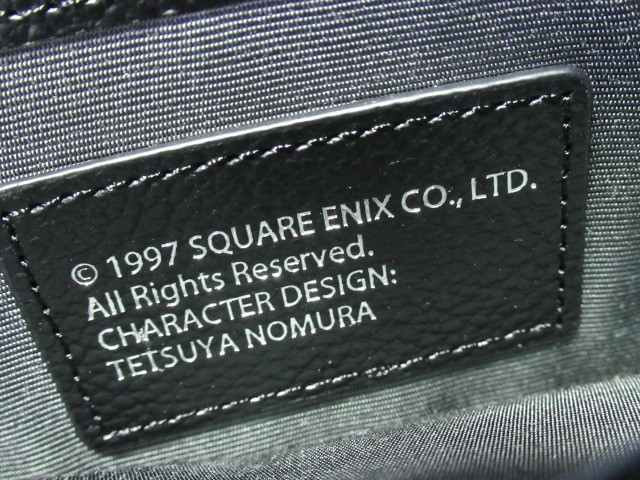 © 1997 SQUARE ENIX CO., LTD.
All Rights Reserved.
CHARACTER DESIGN:
TETSUYA NOMURA